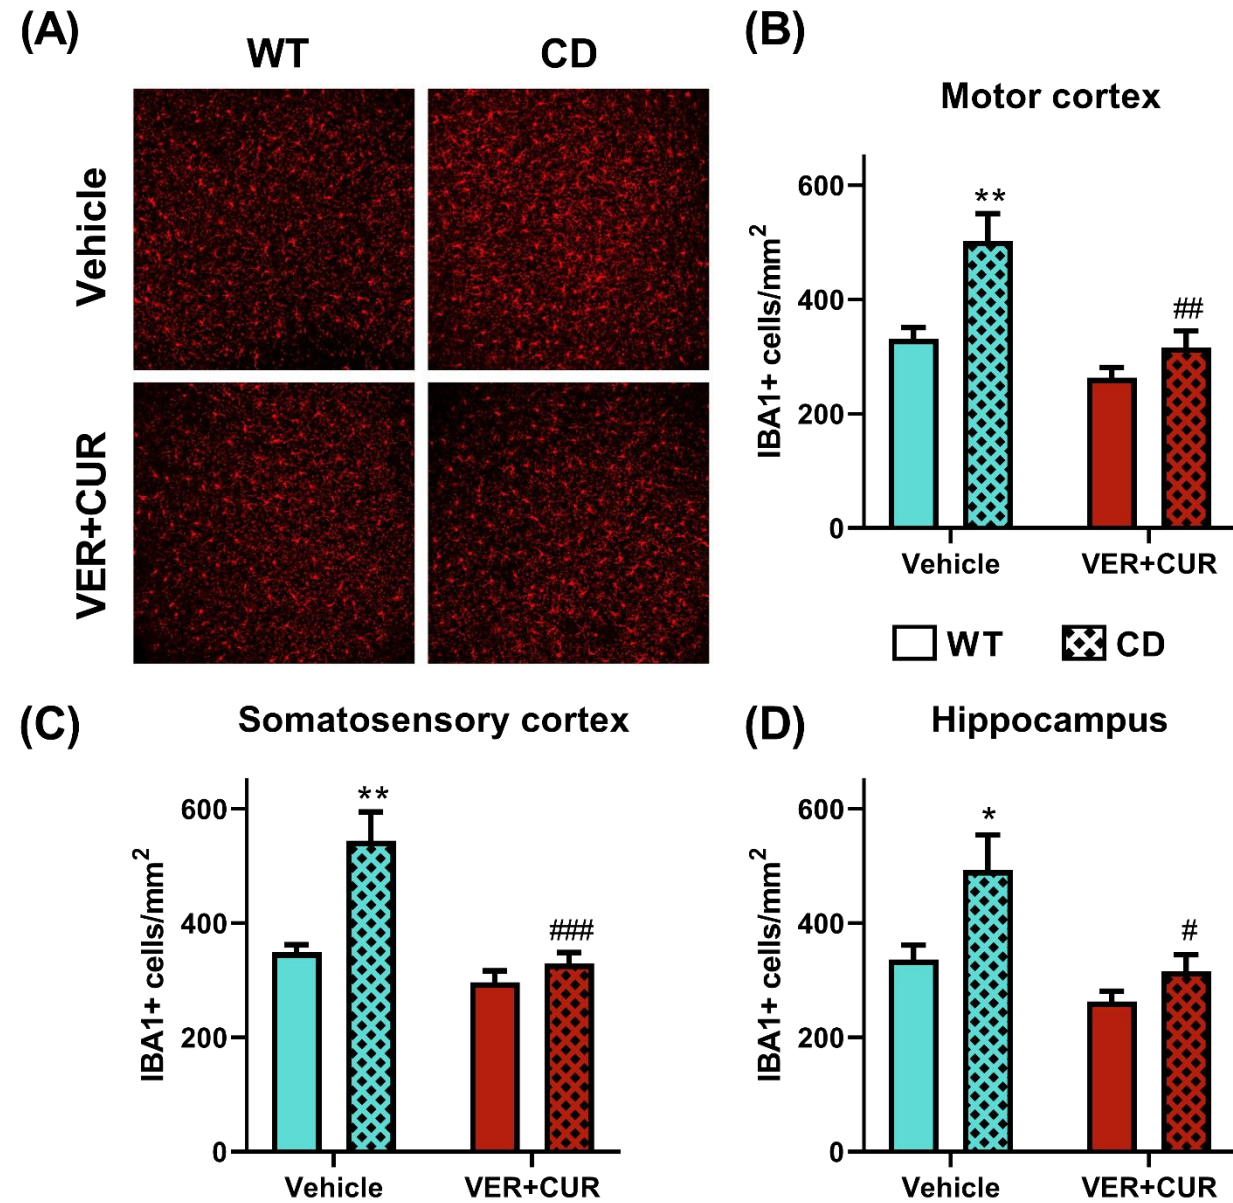 (A)
WT CD
Vehicle
VER+CUR
(B)
Motor cortex
IBA1+ cells/mm²
600
400
200
0
**
##
Vehicle VER+CUR
WT CD
(C)
Somatosensory cortex
IBA1+ cells/mm²
600
400
200
0
**
###
Vehicle VER+CUR
(D)
Hippocampus
IBA1+ cells/mm²
600
400
200
0
*
#
Vehicle VER+CUR